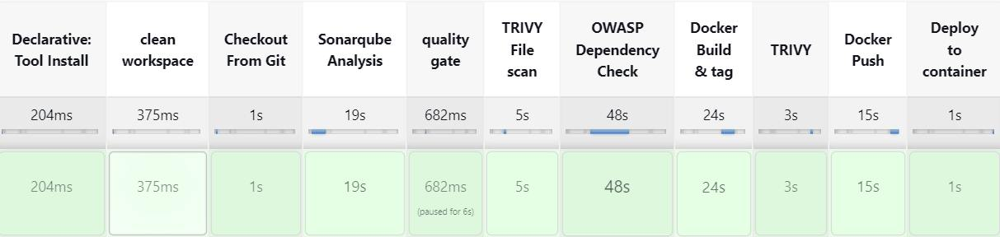 Declarative:
Tool Install
clean
workspace
Checkout
From Git
Sonarqube
Analysis
quality
gate
TRIVY
File
scan
OWASP
Dependency
Check
Docker
Build
& tag
TRIVY
Docker
Push
Deploy
to
container
204ms 375ms 1s 19s 682ms 5s 48s 24s 3s 15s 1s
204ms 375ms 1s 19s 682ms 5s 48s 24s 3s 15s 1s
(paused for 6s)